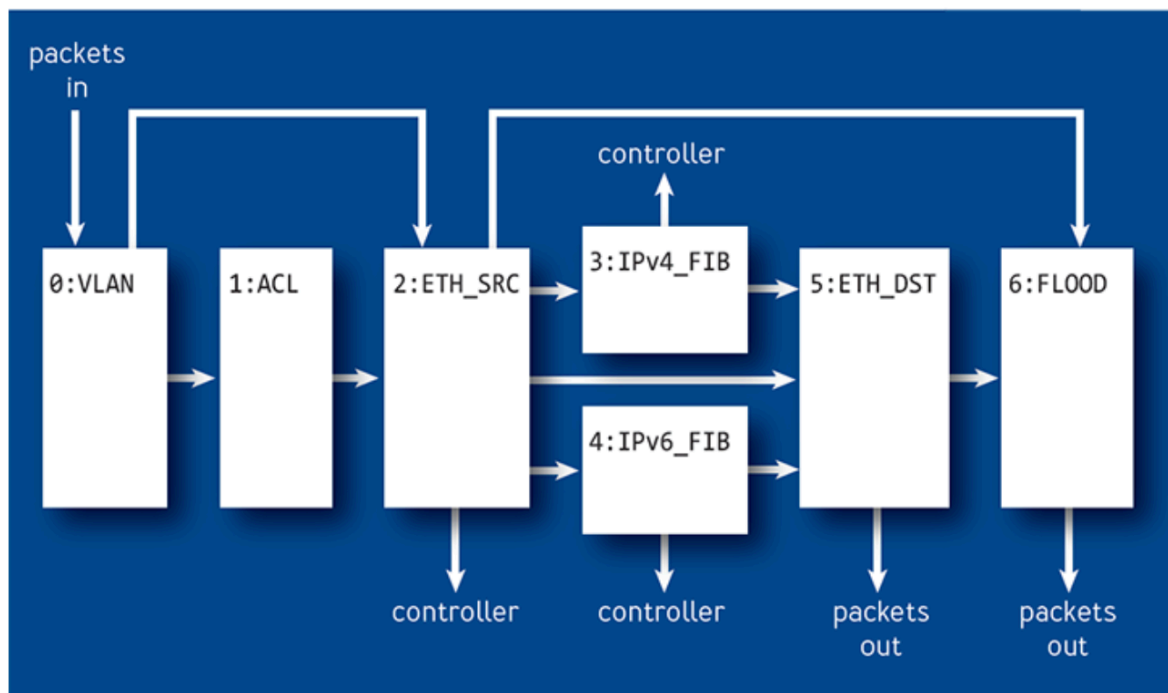 packets
in
controller
0:VLAN
1:ACL
2:ETH_SRC
3:IPv4_FIB
5:ETH_DST
6:FLOOD
4:IPv6_FIB
controller
controller
packets
out
packets
out